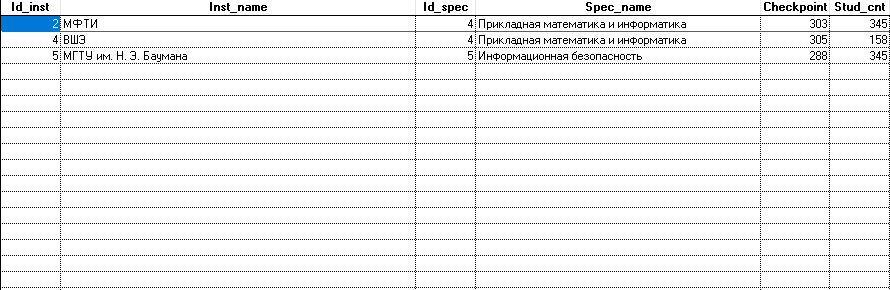 Id_inst Inst_name Id_spec Spec_name Checkpoint Stud_cnt
2 МФТИ 4 Прикладная математика и информатика 303 345
4 ВШЭ 4 Прикладная математика и информатика 305 158
5 МГТУ им. Н. Э. Баумана 5 Информационная безопасность 288 345